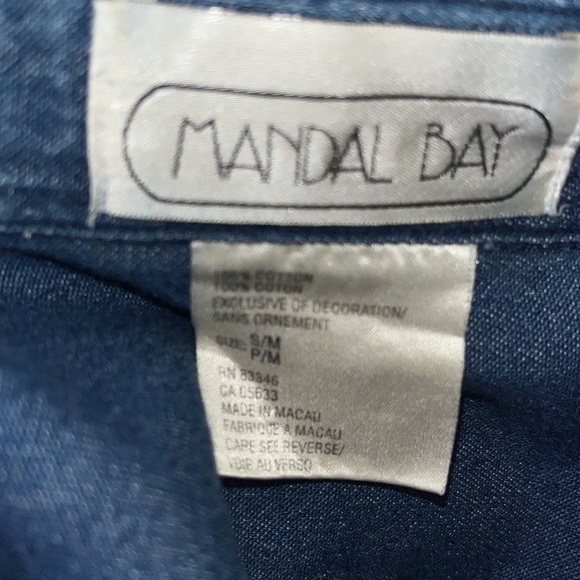 MANDAL BAY
100% COTTON
100% COTON
EXCLUSIVE OF DECORATION/
SANS ORNEMENT
SIZE: S/M
P/M
RN 83346
CA 05633
MADE IN MACAU
FABRIQUE A MACAU
CARE SEE REVERSE/
VOIE AU VERSO